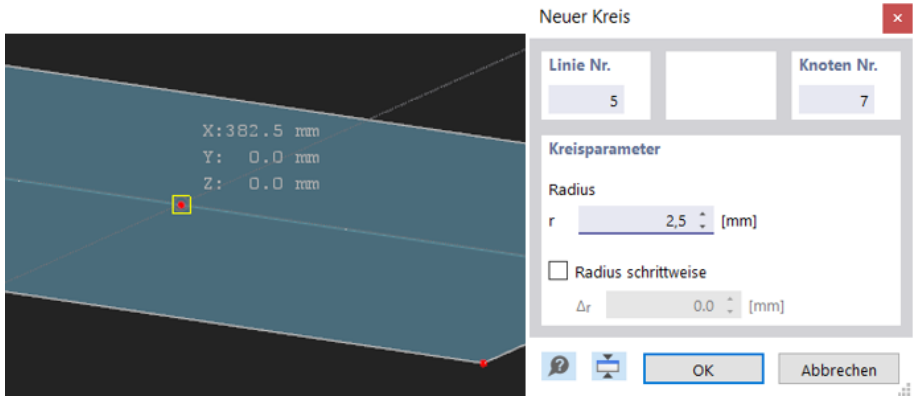 X:382.5 mm
Y: 0.0 mm
Z: 0.0 mm
Neuer Kreis
Linie Nr.
5
Knoten Nr.
7
Kreisparameter
Radius
r 2,5 [mm]
Radius schrittweise
Δr 0.0 [mm]
OK Abbrechen